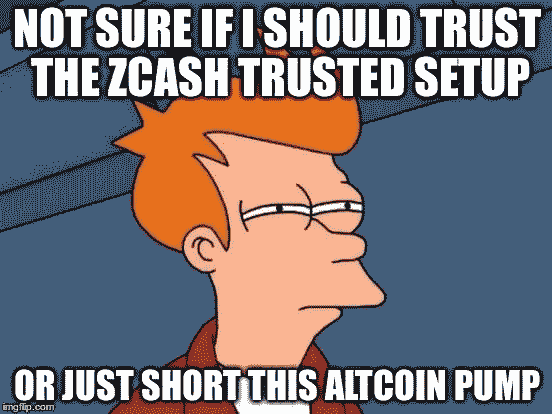 NOT SURE IF I SHOULD TRUST
THE ZCASH TRUSTED SETUP
OR JUST SHORT THIS ALTCOIN PUMP
imgflip.com